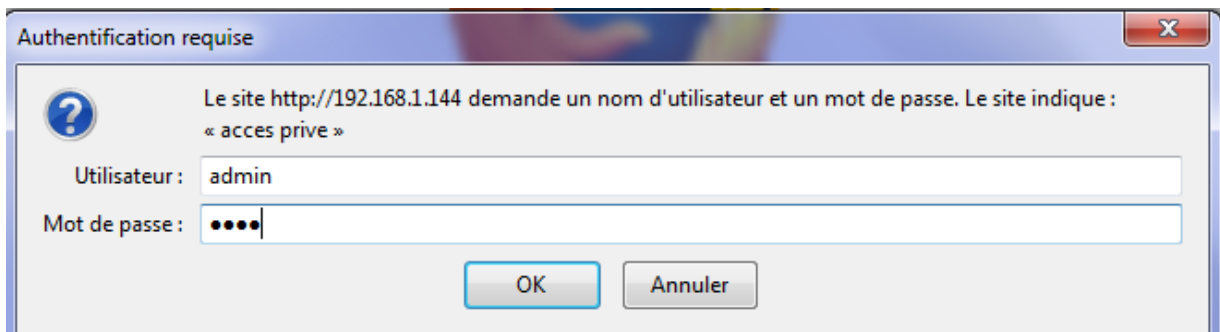 Authentification requise
Le site http://192.168.1.144 demande un nom d'utilisateur et un mot de passe. Le site indique :
« acces prive »
Utilisateur : admin
Mot de passe : ●●●●
OK Annuler